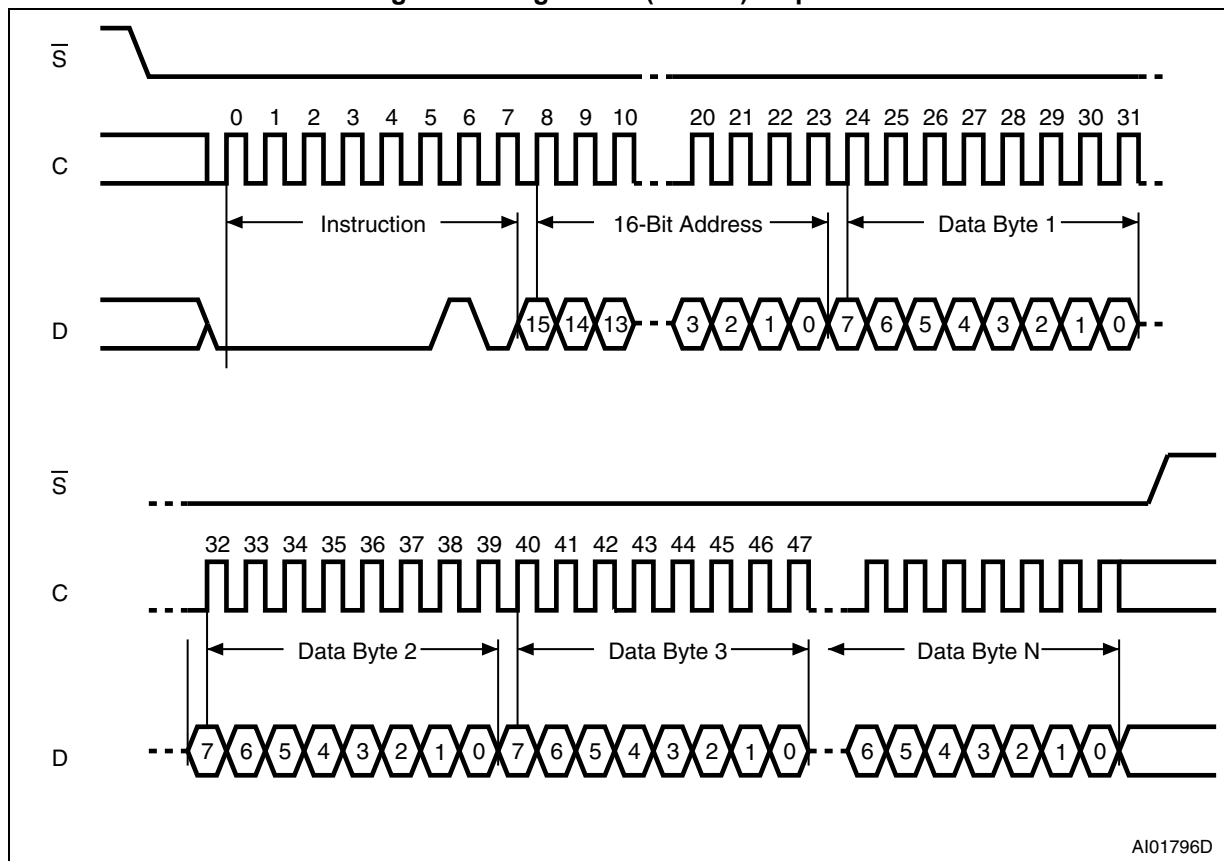 S
0 1 2 3 4 5 6 7 8 9 10 20 21 22 23 24 25 26 27 28 29 30 31
C
Instruction 16-Bit Address Data Byte 1
D 15 14 13 3 2 1 0 7 6 5 4 3 2 1 0
S
32 33 34 35 36 37 38 39 40 41 42 43 44 45 46 47
C
Data Byte 2 Data Byte 3 Data Byte N
D 7 6 5 4 3 2 1 0 7 6 5 4 3 2 1 0 6 5 4 3 2 1 0
AI01796D